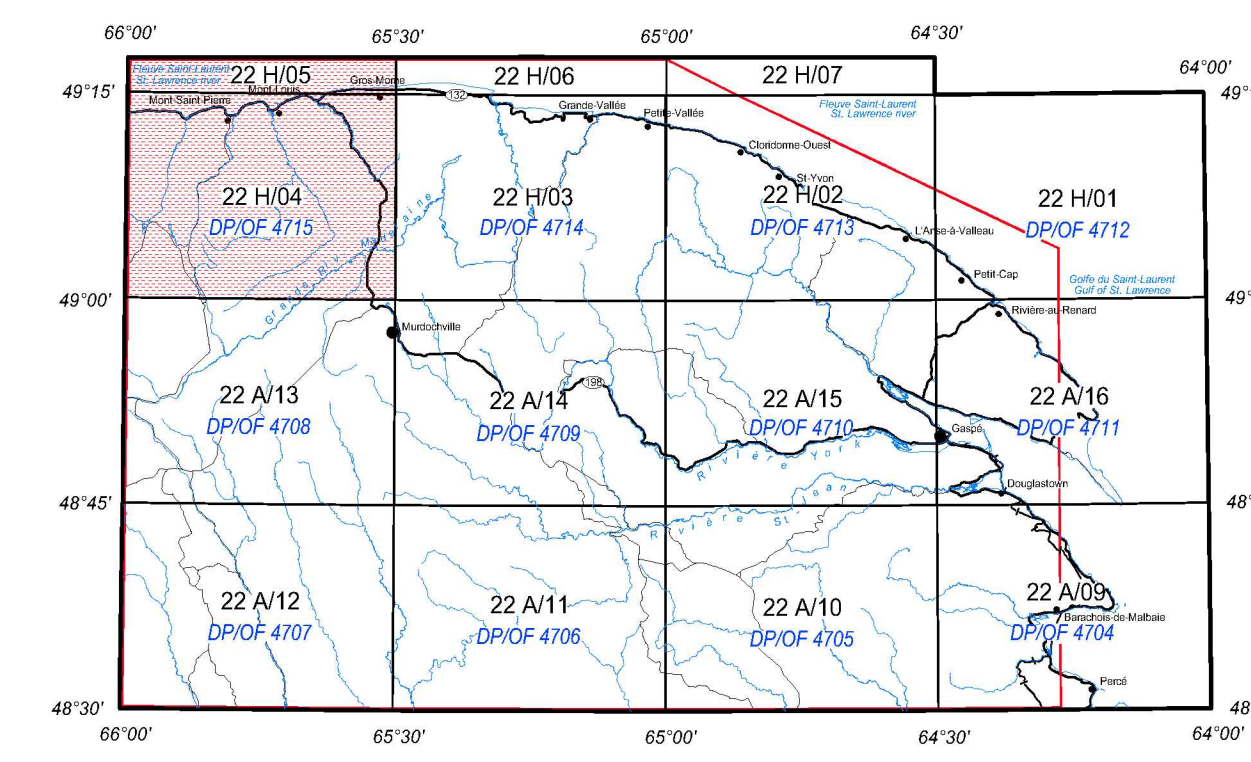 66°00'
65°30'
65°00'
64°30'
64°00'
Fleuve Saint-Laurent
St. Lawrence river
22 H/05
22 H/06
22 H/07
Gros-Morne
49°15'
Mont-Louis
132
Mont Saint-Pierre
Grande-Vallée
Petite-Vallée
Fleuve Saint-Laurent
St. Lawrence river
Cloridorme-Ouest
St-Yvon
22 H/04
DP/OF 4715
22 H/03
DP/OF 4714
22 H/02
DP/OF 4713
22 H/01
DP/OF 4712
L'Anse-à-Valleau
Petit-Cap
Golfe du Saint-Laurent
Gulf of St. Lawrence
49°00'
49°
Rivière-au-Renard
Murdochville
198
22 A/13
DP/OF 4708
22 A/14
DP/OF 4709
22 A/15
DP/OF 4710
22 A/16
DP/OF 4711
Gaspé
Rivière York
Douglastown
48°45'
48°
Rivière St. Jean
22 A/12
DP/OF 4707
22 A/11
DP/OF 4706
22 A/10
DP/OF 4705
22 A/09
DP/OF 4704
Barachois-de-Malbaie
Percé
48°30'
48
66°00'
65°30'
65°00'
64°30'
64°00'